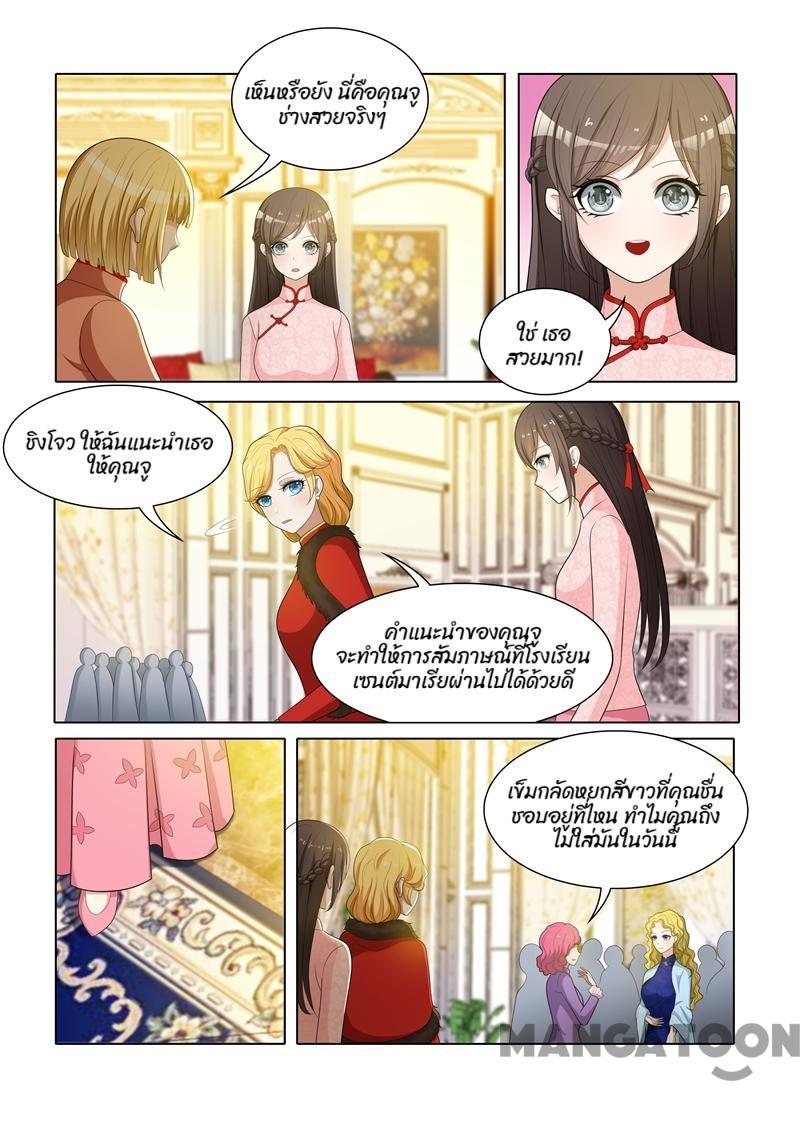 เห็นหรือยัง นี่คือคุณจู
ช่างสวยจริงๆ
ใช่ เธอ
สวยมาก!
ชิงโจว ให้ฉันแนะนำเธอ
ให้คุณจู
คำแนะนำของคุณจู
จะทำให้การสัมภาษณ์ที่โรงเรียน
เซนต์มาเรียผ่านไปได้ด้วยดี
เข็มกลัดหยกสีขาวที่คุณชื่น
ชอบอยู่ที่ไหน ทำไมคุณถึง
ไม่ใส่มันในวันนี้
MANGATOON